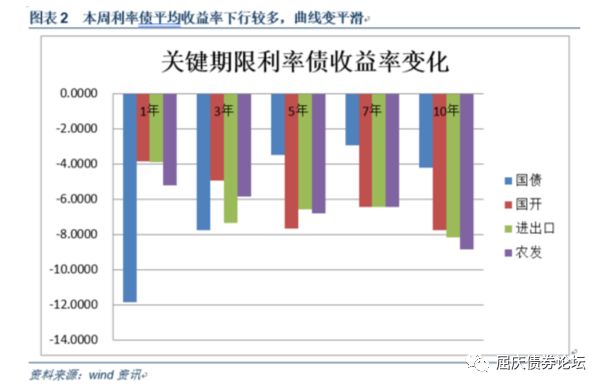 图表 2 本周利率债平均收益率下行较多，曲线变平滑
关键期限利率债收益率变化
0.0000
-2.0000
-4.0000
-6.0000
-8.0000
-10.0000
-12.0000
-14.0000
1年 3年 5年 7年 10年
国债
国开
进出口
农发
资料来源：wind 资讯
屈庆债券论坛